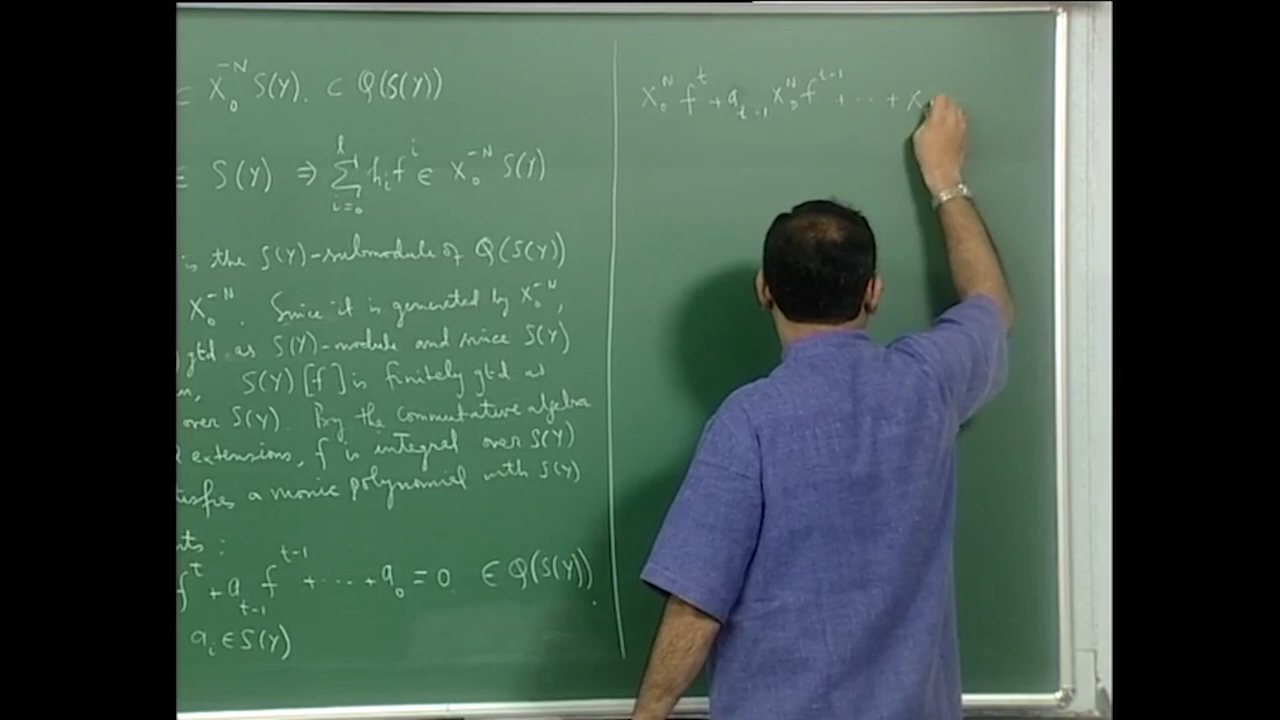 ∈ X₀^{-N} S(Y). ⊂ Q(S(Y))
∈ S(Y) ⇒ ∑_{i=0}^{l} h_i f^i ∈ X₀^{-N} S(Y)
is the S(Y)-submodule of Q(S(Y))
X₀^{-N}. Since it is generated by X₀^{-N},
gtd. as S(Y)-module and since S(Y)
S(Y)[f] is finitely gtd as
over S(Y). By the commutative algebra
extensions, f is integral over S(Y)
a monic polynomial with S(Y)
f^t + a_{t-1} f^{t-1} + ⋯ + a₀ = 0 ∈ Q(S(Y)).
a_i ∈ S(Y)
X₀^N f^t + a_{t-1} X₀^N f^{t-1} + ⋯ + X